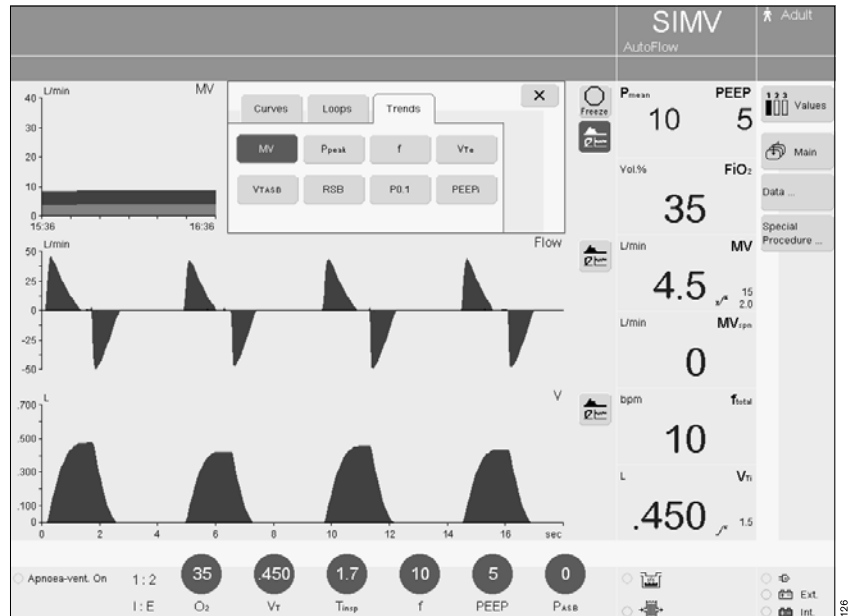 SIMV
AutoFlow
Adult
L/min MV
40
30
20
10
0
15:36 16:36
Curves Loops Trends
MV Ppeak f VTe
VTASB RSB P0.1 PEEPi
Freeze
Pmean PEEP
10 5
Vol.% FiO2
35
L/min MV
4.5 15
2.0
L/min MVspn
0
bpm ftotal
10
L VTi
.450 1.5
1 2 3
Values
Main
Data ...
Special
Procedure ...
L/min Flow
50
25
0
-25
-50
L V
.700
.500
.300
.100
0
0 2 4 6 8 10 12 14 16 sec
Apnoea-vent. On
1 : 2 35 .450 1.7 10 5 0
I : E O2 VT Tinsp f PEEP PASB
Ext.
Int.
126